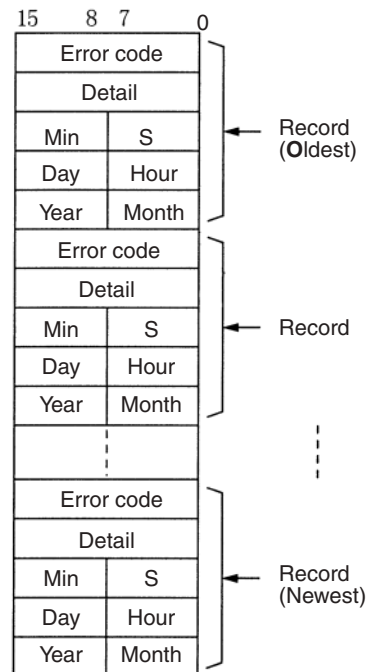 15 8 7 0
Error code
Detail
Min S
Day Hour
Year Month
Record
(Oldest)
Error code
Detail
Min S
Day Hour
Year Month
Record
Error code
Detail
Min S
Day Hour
Year Month
Record
(Newest)